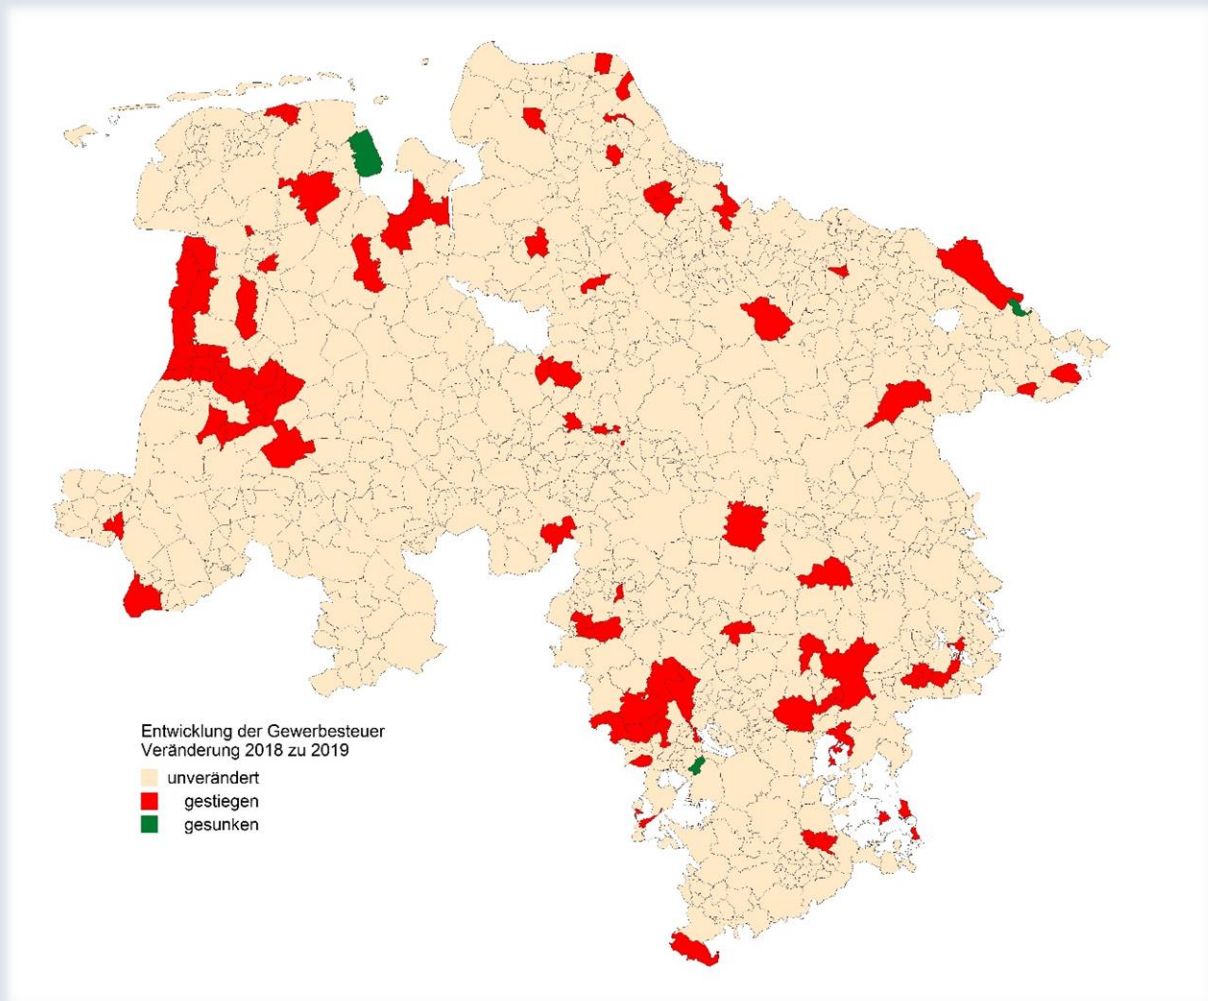 Entwicklung der Gewerbesteuer
Veränderung 2018 zu 2019
unverändert
gestiegen
gesunken